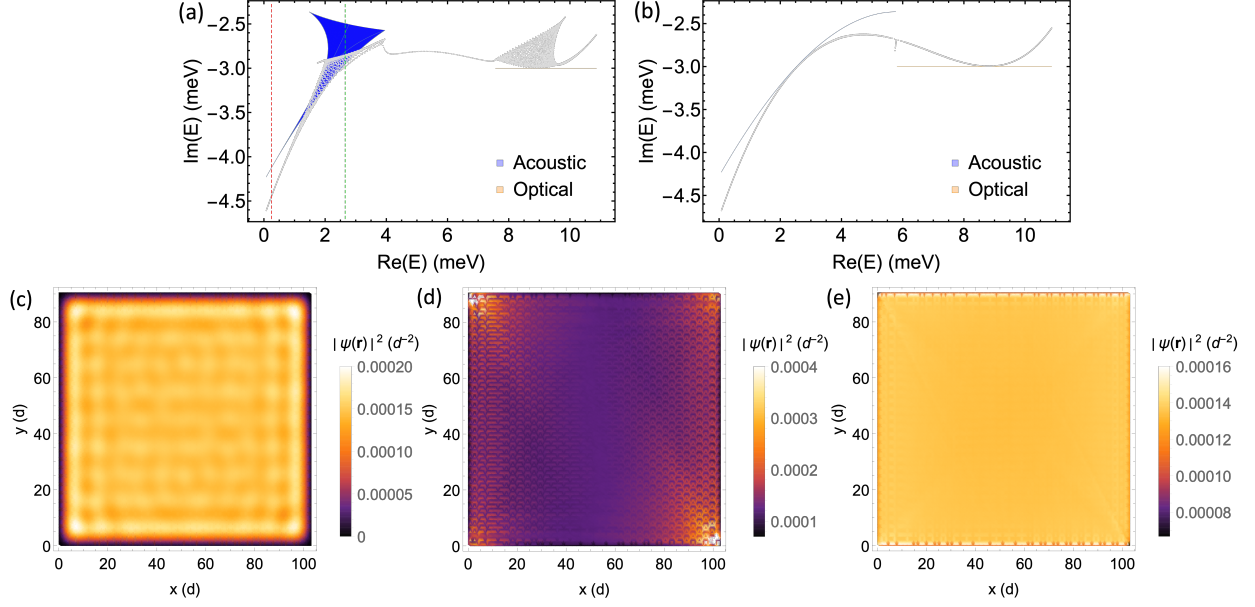 (a)
−2.5
−3.0
−3.5
−4.0
−4.5
Im(E) (meV)
0 2 4 6 8 10
Re(E) (meV)
Acoustic
Optical
(b)
−2.5
−3.0
−3.5
−4.0
−4.5
Im(E) (meV)
0 2 4 6 8 10
Re(E) (meV)
Acoustic
Optical
(c)
80
60
40
20
0
y (d)
0 20 40 60 80 100
x (d)
| ψ(r) | ² (d⁻²)
0.00020
0.00015
0.00010
0.00005
0
(d)
80
60
40
20
0
y (d)
0 20 40 60 80 100
x (d)
| ψ(r) | ² (d⁻²)
0.0004
0.0003
0.0002
0.0001
(e)
80
60
40
20
0
y (d)
0 20 40 60 80 100
x (d)
| ψ(r) | ² (d⁻²)
0.00016
0.00014
0.00012
0.00010
0.00008